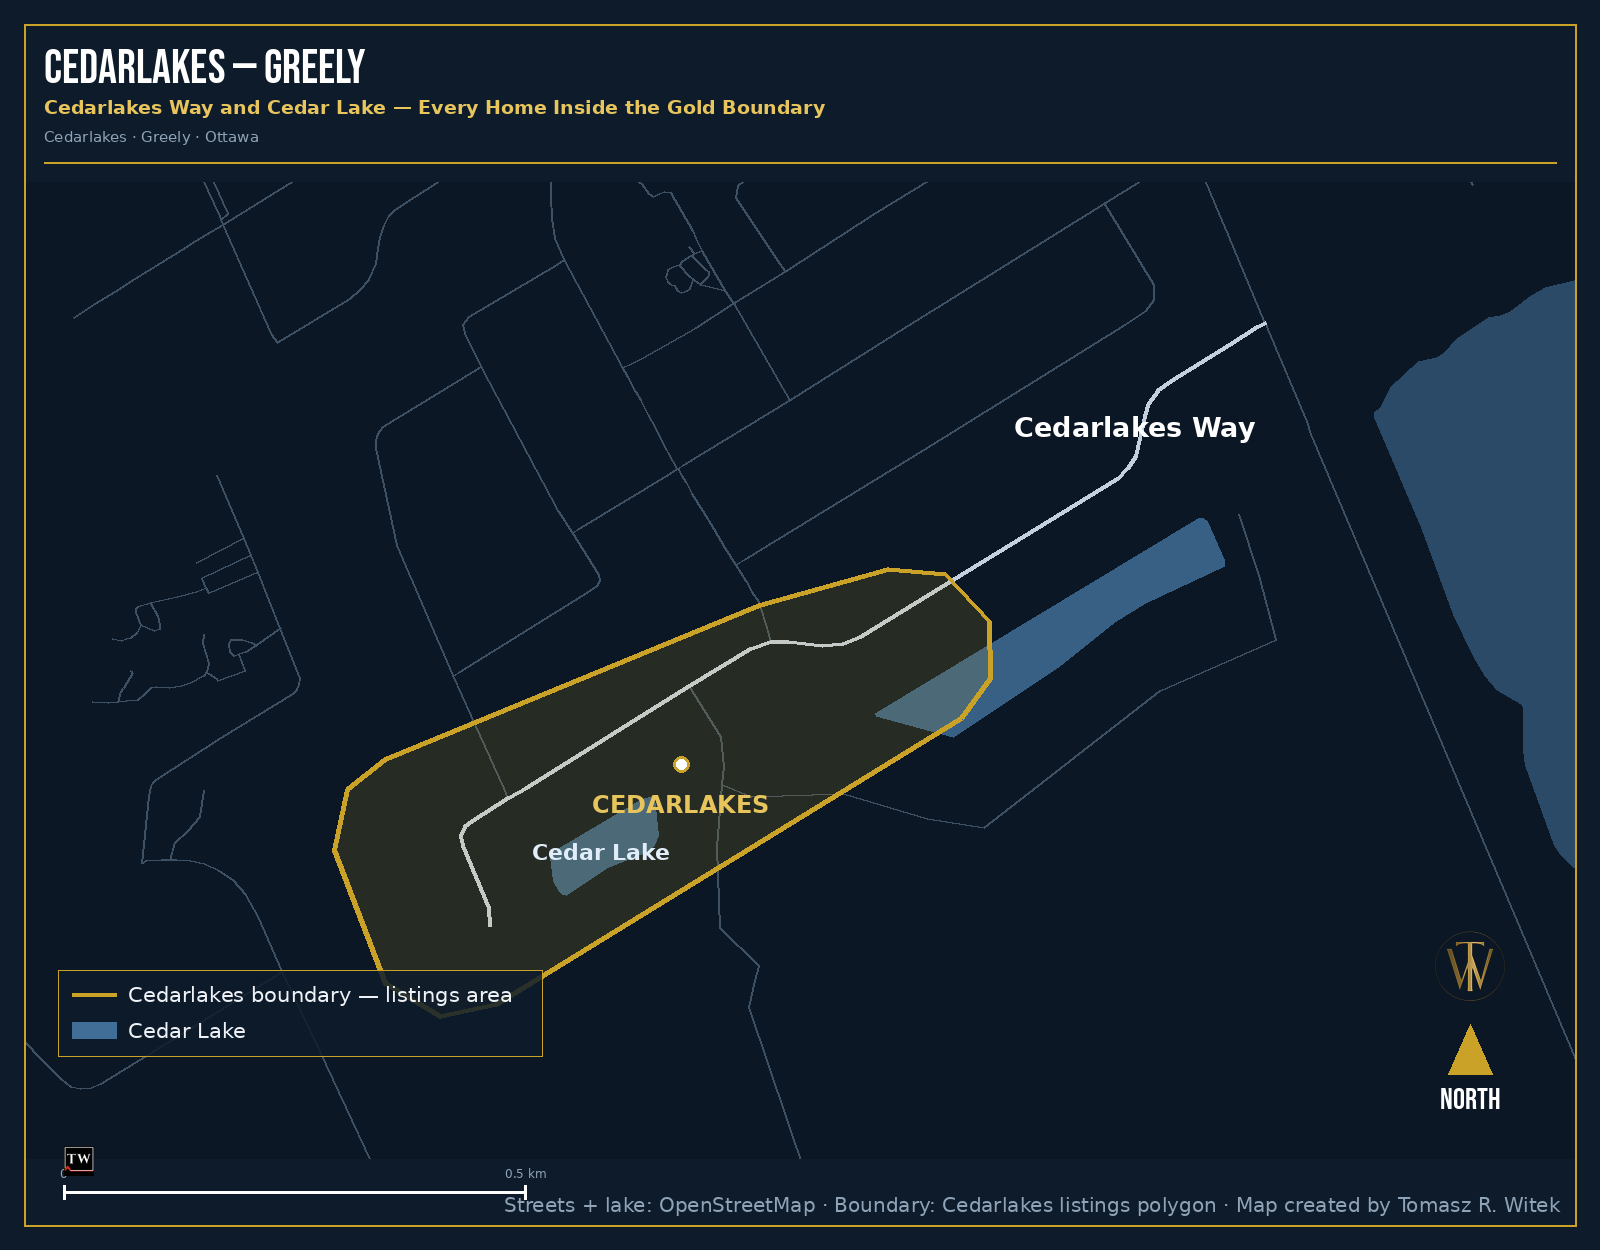 CEDARLAKES — GREELY
Cedarlakes Way and Cedar Lake — Every Home Inside the Gold Boundary
Cedarlakes · Greely · Ottawa
Cedarlakes Way
CEDARLAKES
Cedar Lake
Cedarlakes boundary — listings area
Cedar Lake
NORTH
TW
0
0.5 km
Streets + lake: OpenStreetMap · Boundary: Cedarlakes listings polygon · Map created by Tomasz R. Witek